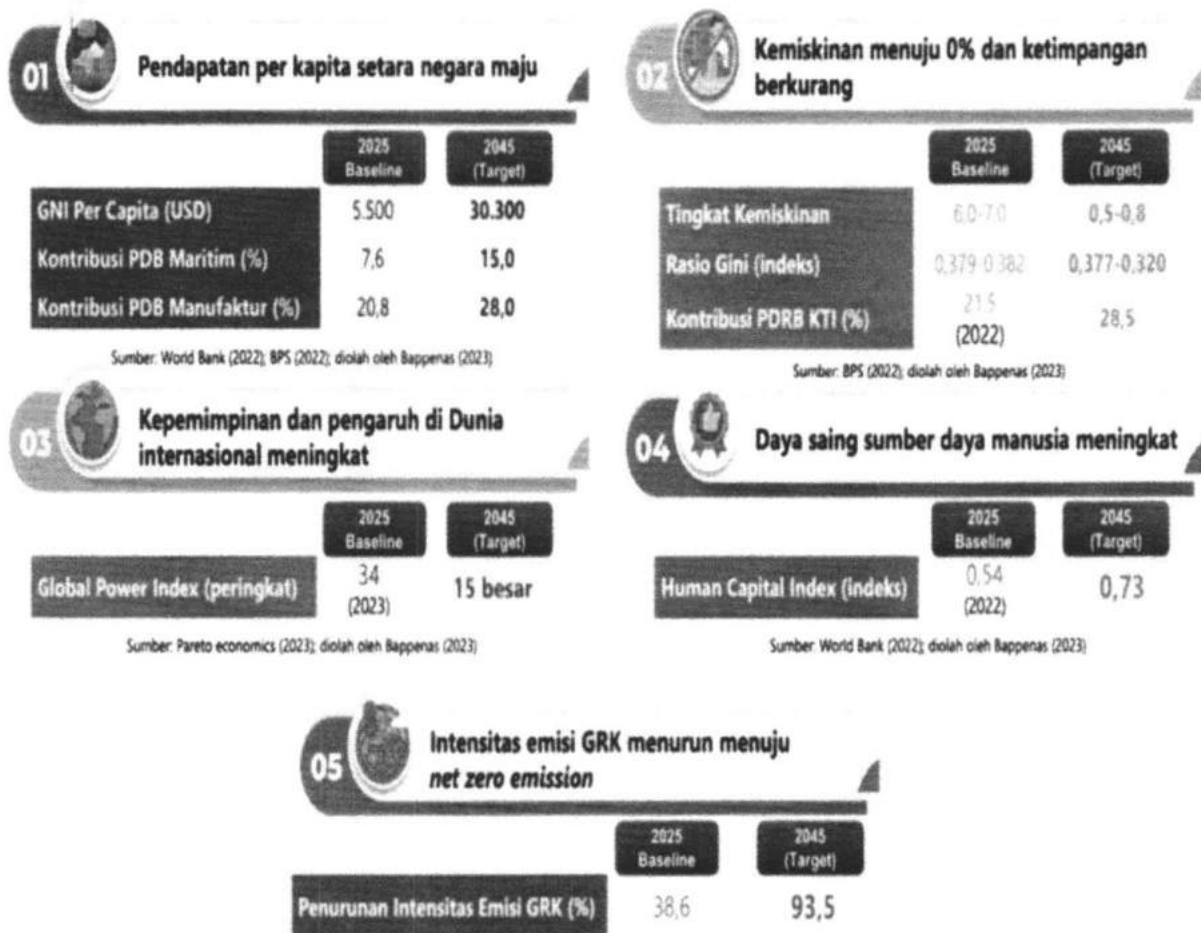 01
Pendapatan per kapita setara negara maju
2025 Baseline 2045 (Target)
GNI Per Capita (USD) 5.500 30.300
Kontribusi PDB Maritim (%) 7,6 15,0
Kontribusi PDB Manufaktur (%) 20,8 28,0
Sumber: World Bank (2022); BPS (2022); diolah oleh Bappenas (2023)
02
Kemiskinan menuju 0% dan ketimpangan
berkurang
2025 Baseline 2045 (Target)
Tingkat Kemiskinan 6.0-7.0 0,5-0,8
Rasio Gini (indeks) 0,379-0.382 0,377-0,320
Kontribusi PDRB KTI (%) 21.5 (2022) 28,5
Sumber: BPS (2022); diolah oleh Bappenas (2023)
03
Kepemimpinan dan pengaruh di Dunia
internasional meningkat
2025 Baseline 2045 (Target)
Global Power Index (peringkat) 34 (2023) 15 besar
Sumber: Pareto economics (2023); diolah oleh Bappenas (2023)
04
Daya saing sumber daya manusia meningkat
2025 Baseline 2045 (Target)
Human Capital Index (indeks) 0,54 (2022) 0,73
Sumber: World Bank (2022); diolah oleh Bappenas (2023)
05
Intensitas emisi GRK menurun menuju
net zero emission
2025 Baseline 2045 (Target)
Penurunan Intensitas Emisi GRK (%) 38,6 93,5